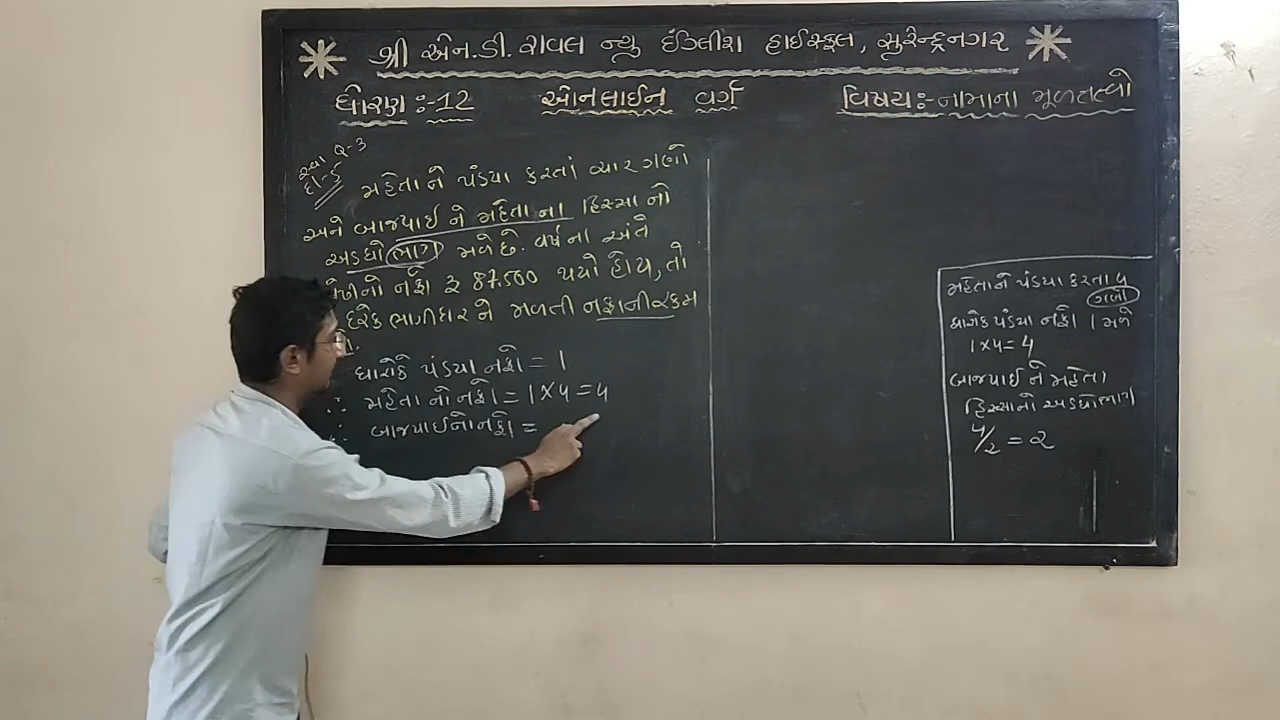 શ્રી એન.ડી. રાવલ ન્યુ ઇંગ્લીશ હાઈસ્કૂલ, સુરેન્દ્રનગર
ધોરણ :- 12 ઓનલાઈન વર્ગ વિષય :- નામાના મૂળતત્વો
સ્વા Q-3
મહેતાને પંડયા કરતાં ચાર ગણો
અને બાજપાઈ ને મહેતા ના હિસ્સા નો
અડધો ભાગ મળે છે. વર્ષ ના અંતે
નો નફો રૂ 87.500 થયો હોય, તો
દરેક ભાગીદાર ને મળતી નફાની રકમ
ધારોકે પંડયા નફો = 1
∴ મહેતા નો નફો = 1 X 4 = 4
∴ બાજપાઈ નો નફો =
મહેતાને પંડયા કરતા 4
ગણો
ધારોકે પંડયા નફો 1 મળે
1 x 4 = 4
બાજપાઈ ને મહેતા
હિસ્સાનો અડધો ભાગ
4/2 = 2